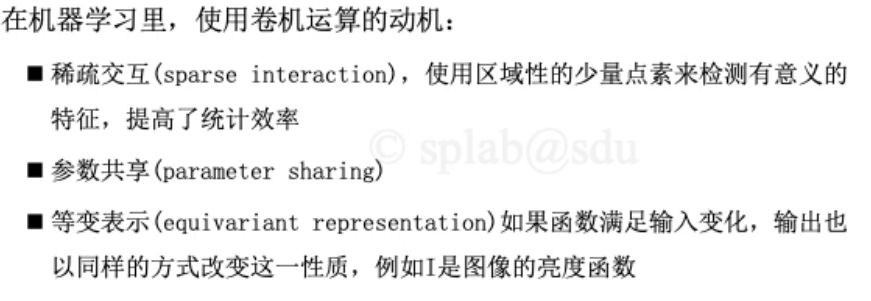 在机器学习里，使用卷机运算的动机：
■ 稀疏交互(sparse interaction)，使用区域性的少量点素来检测有意义的
特征，提高了统计效率
© splab@sdu
■ 参数共享(parameter sharing)
■ 等变表示(equivariant representation)如果函数满足输入变化，输出也
以同样的方式改变这一性质，例如I是图像的亮度函数